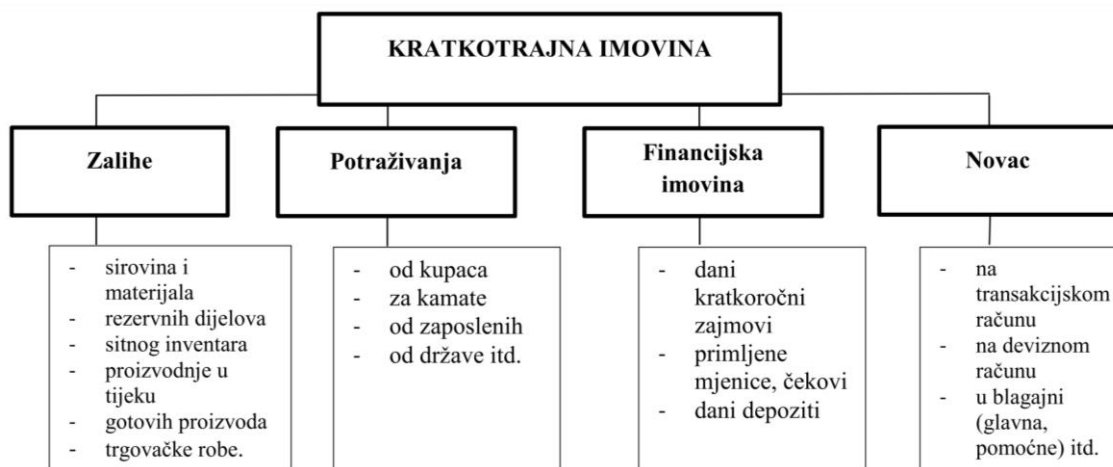 KRATKOTRAJNA IMOVINA
Zalihe
Potraživanja
Financijska
imovina
Novac
- sirovina i
materijala
- rezervnih dijelova
- sitnog inventara
- proizvodnje u
tijeku
- gotovih proizvoda
- trgovačke robe.
- od kupaca
- za kamate
- od zaposlenih
- od države itd.
- dani
kratkoročni
zajmovi
- primljene
mjenice, čekovi
- dani depoziti
- na
transakcijskom
računu
- na deviznom
računu
- u blagajni
(glavna,
pomoćne) itd.